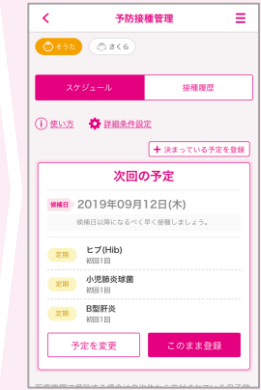 予防接種管理
そうた さくら
スケジュール 接種履歴
使い方 詳細条件設定
+ 決まっている予定を登録
次回の予定
候補日 2019年09月12日(木)
候補日以降になるべく早く接種しましょう。
定期 ヒブ(Hib)
初回1回
定期 小児肺炎球菌
初回1回
定期 B型肝炎
初回1回
予定を変更 このまま登録